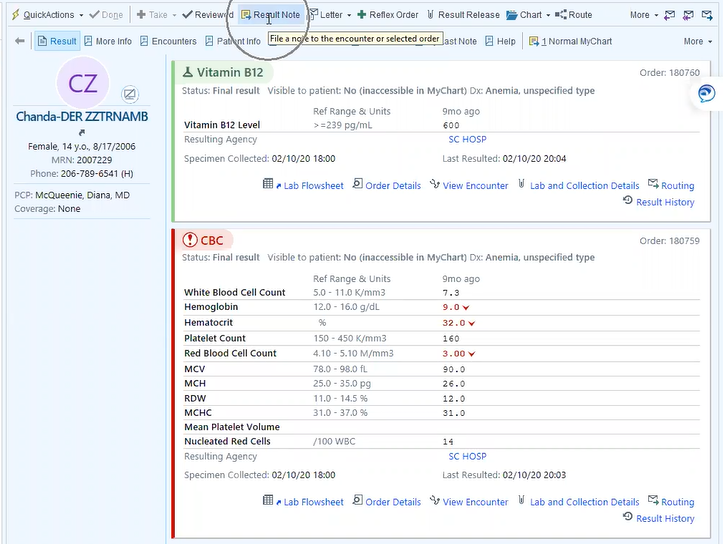 QuickActions Done Take Reviewed Result Note Letter Reflex Order Result Release Chart Route More
Result More Info Encounters Patient Info Last Note Help 1 Normal MyChart More
File a note to the encounter or selected order
CZ
Chanda-DER ZZTRNAMB
Female, 14 y.o., 8/17/2006
MRN: 2007229
Phone: 206-789-6541 (H)
PCP: McQueenie, Diana, MD
Coverage: None
Vitamin B12 Order: 180760
Status: Final result Visible to patient: No (inaccessible in MyChart) Dx: Anemia, unspecified type
Ref Range & Units 9mo ago
Vitamin B12 Level >=239 pg/mL 600
Resulting Agency SC HOSP
Specimen Collected: 02/10/20 18:00 Last Resulted: 02/10/20 20:04
Lab Flowsheet Order Details View Encounter Lab and Collection Details Routing
Result History
CBC Order: 180759
Status: Final result Visible to patient: No (inaccessible in MyChart) Dx: Anemia, unspecified type
Ref Range & Units 9mo ago
White Blood Cell Count 5.0 - 11.0 K/mm3 7.3
Hemoglobin 12.0 - 16.0 g/dL 9.0
Hematocrit % 32.0
Platelet Count 150 - 450 K/mm3 160
Red Blood Cell Count 4.10 - 5.10 M/mm3 3.00
MCV 78.0 - 98.0 fL 90.0
MCH 25.0 - 35.0 pg 26.0
RDW 11.0 - 14.5 % 12.0
MCHC 31.0 - 37.0 % 31.0
Mean Platelet Volume
Nucleated Red Cells /100 WBC 14
Resulting Agency SC HOSP
Specimen Collected: 02/10/20 18:00 Last Resulted: 02/10/20 20:03
Lab Flowsheet Order Details View Encounter Lab and Collection Details Routing
Result History